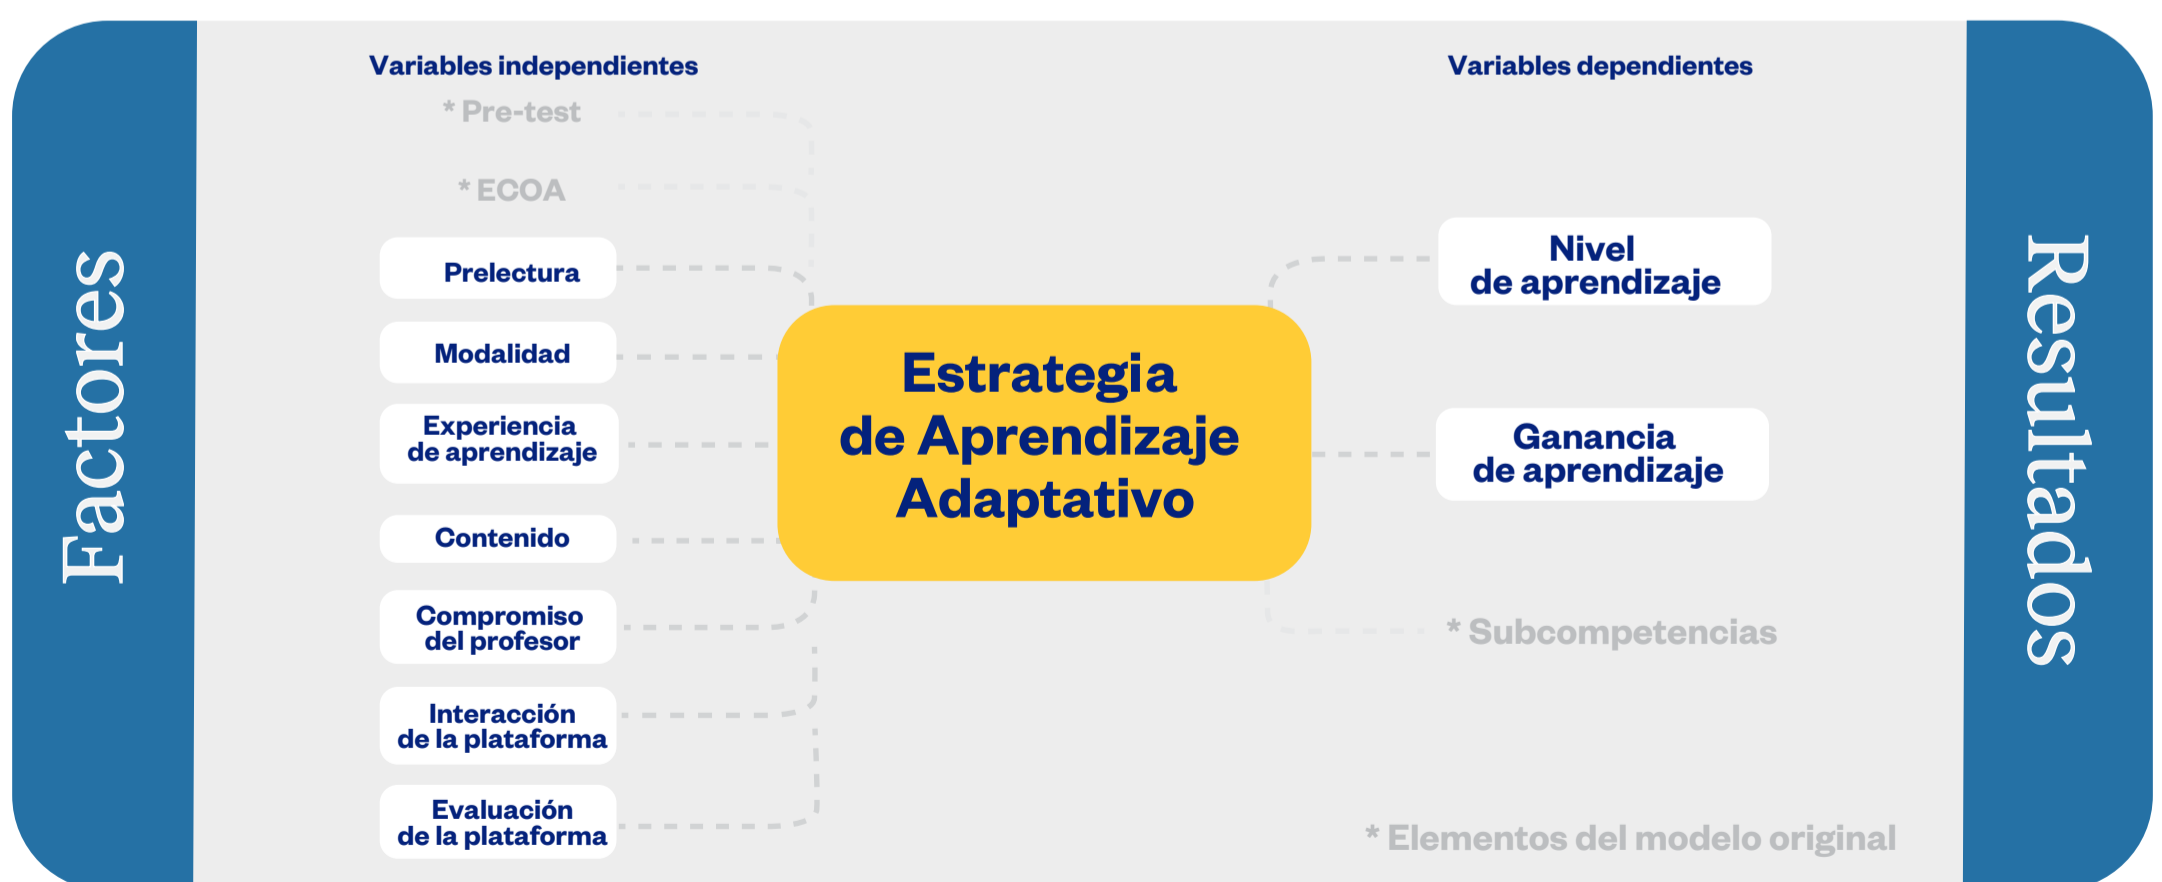 Factores
Variables independientes
* Pre-test
* ECOA
Prelectura
Modalidad
Experiencia
de aprendizaje
Contenido
Compromiso
del profesor
Interacción
de la plataforma
Evaluación
de la plataforma
Estrategia
de Aprendizaje
Adaptativo
Variables dependientes
Nivel
de aprendizaje
Ganancia
de aprendizaje
* Subcompetencias
* Elementos del modelo original
Resultados